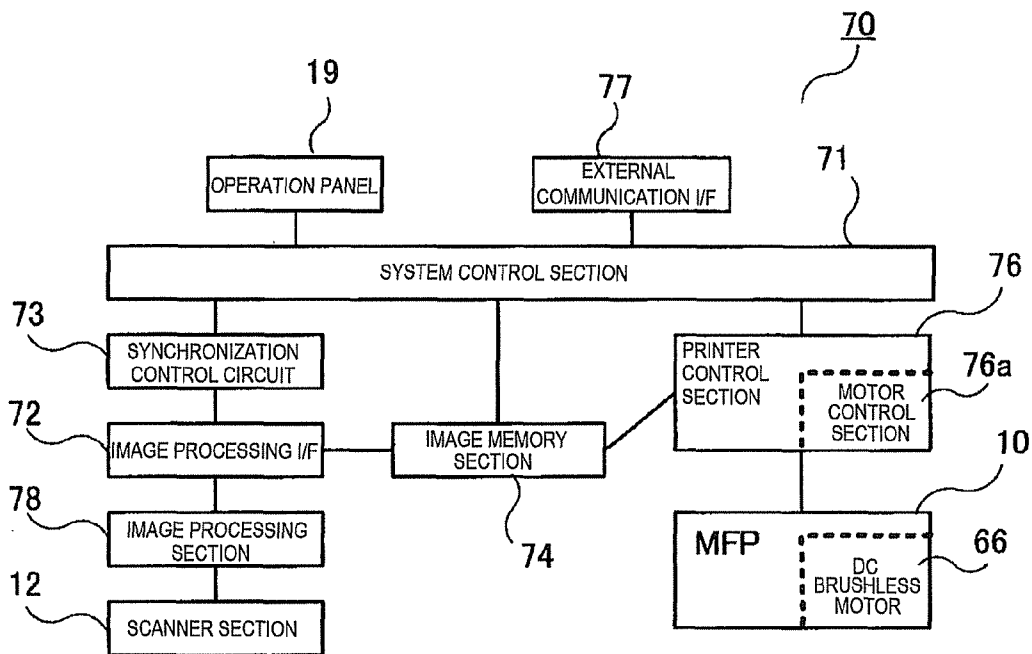 70
19
77
71
OPERATION PANEL
EXTERNAL
COMMUNICATION I/F
SYSTEM CONTROL SECTION
76
73
SYNCHRONIZATION
CONTROL CIRCUIT
PRINTER
CONTROL
SECTION
76a
MOTOR
CONTROL
SECTION
72
IMAGE PROCESSING I/F
IMAGE MEMORY
SECTION
10
78
IMAGE PROCESSING
SECTION
74
MFP
66
DC
BRUSHLESS
MOTOR
12
SCANNER SECTION